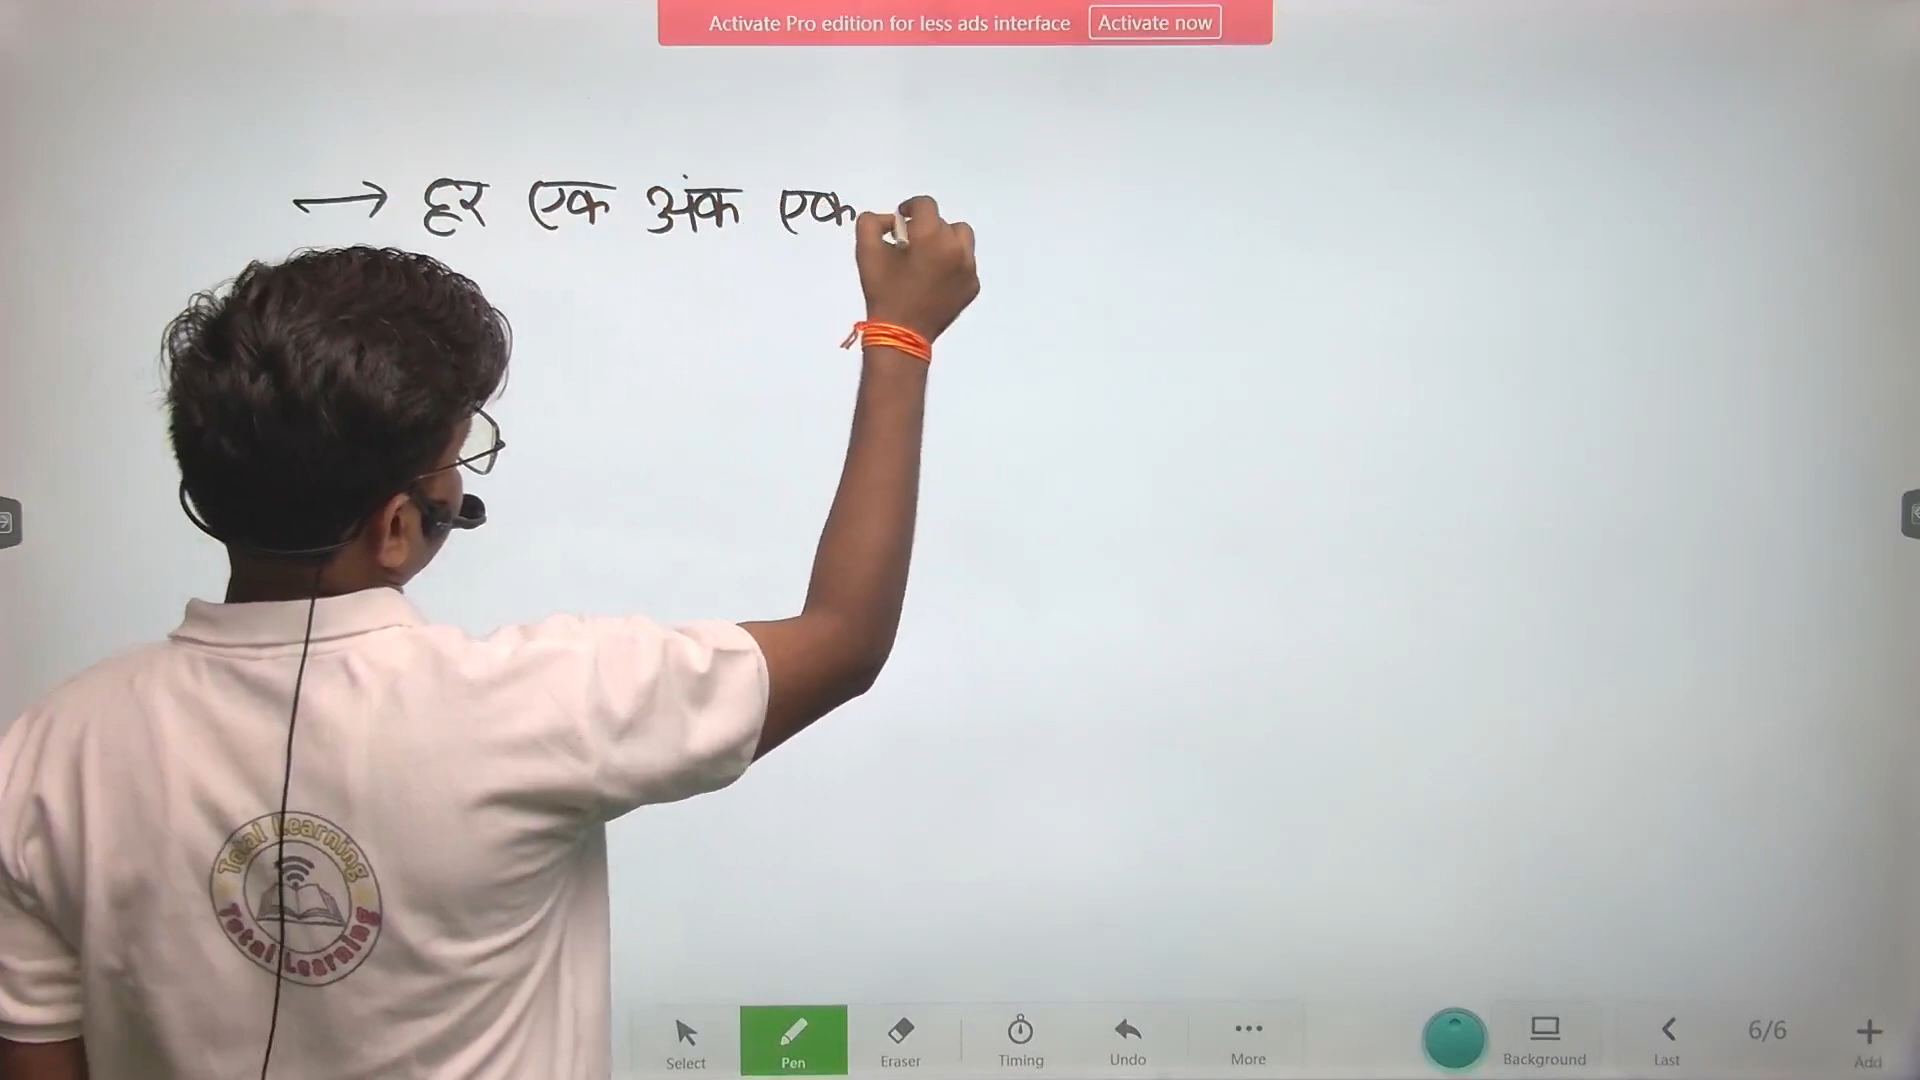 Activate Pro edition for less ads interface Activate now
→ हर एक अंक एक
Total Learning
Total Learning
Select Pen Eraser Timing Undo More Background Last 6/6 Add